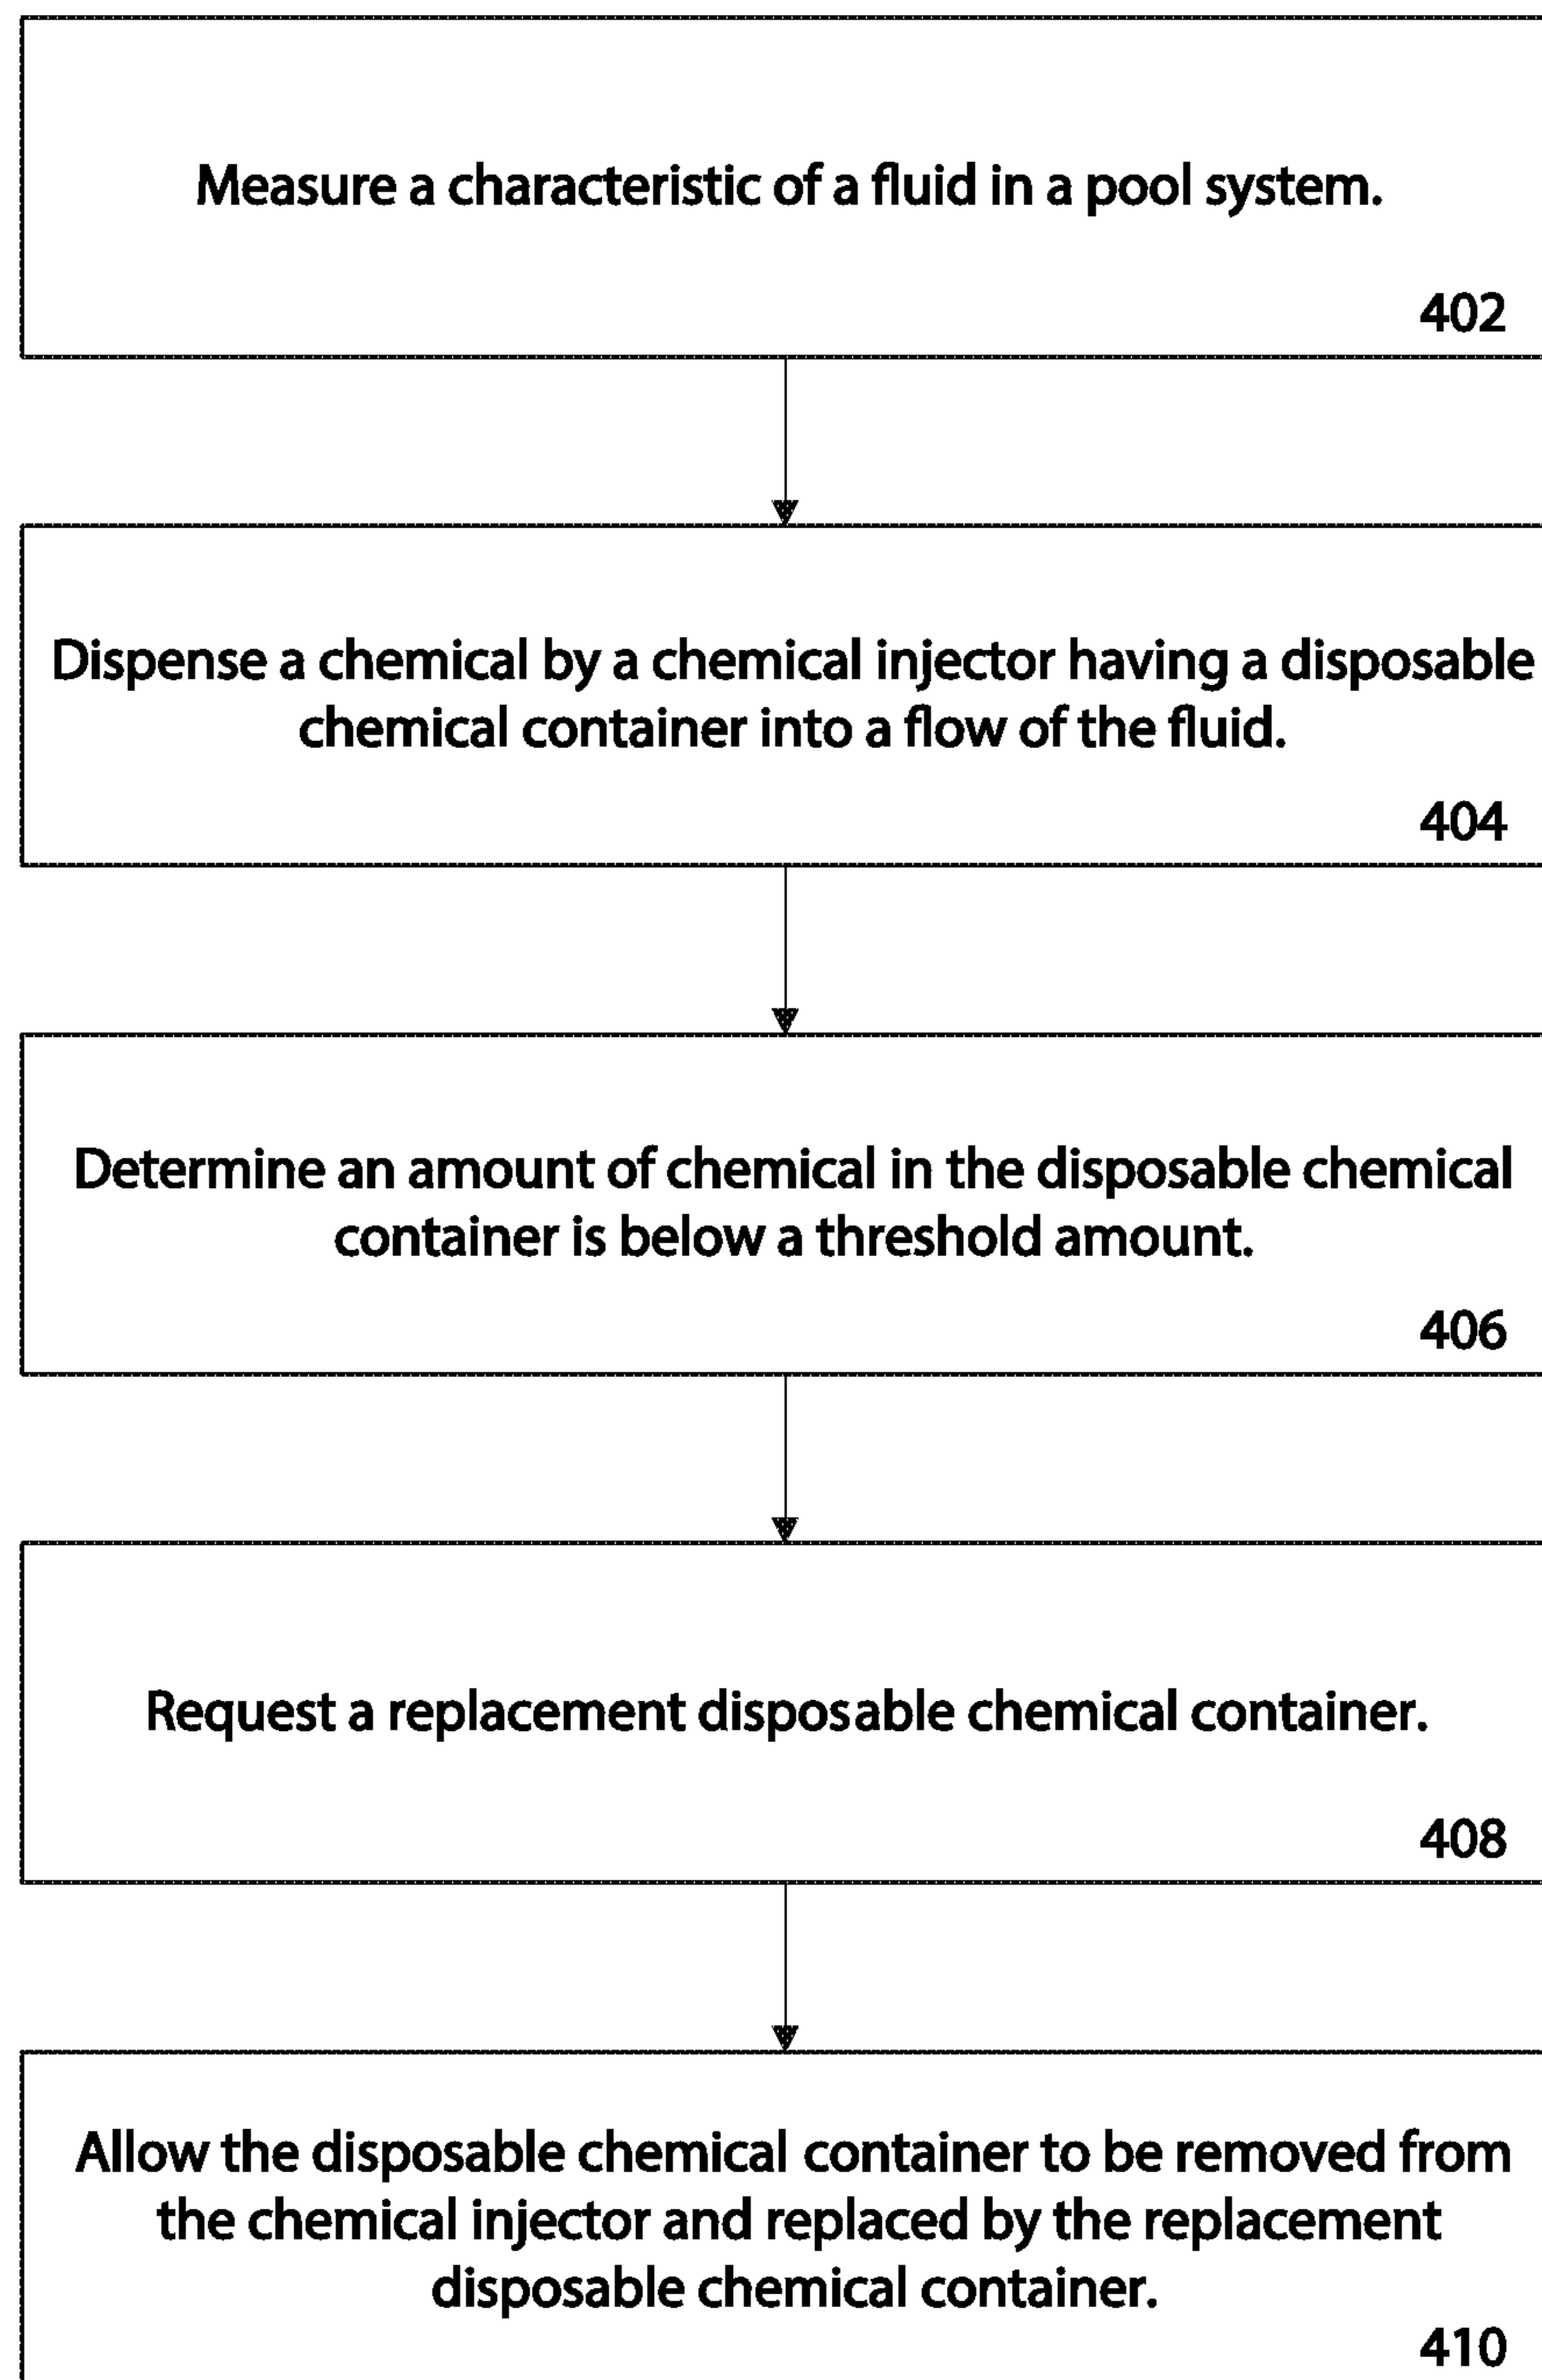 Measure a characteristic of a fluid in a pool system.
402
Dispense a chemical by a chemical injector having a disposable
chemical container into a flow of the fluid.
404
Determine an amount of chemical in the disposable chemical
container is below a threshold amount.
406
Request a replacement disposable chemical container.
408
Allow the disposable chemical container to be removed from
the chemical injector and replaced by the replacement
disposable chemical container.
410